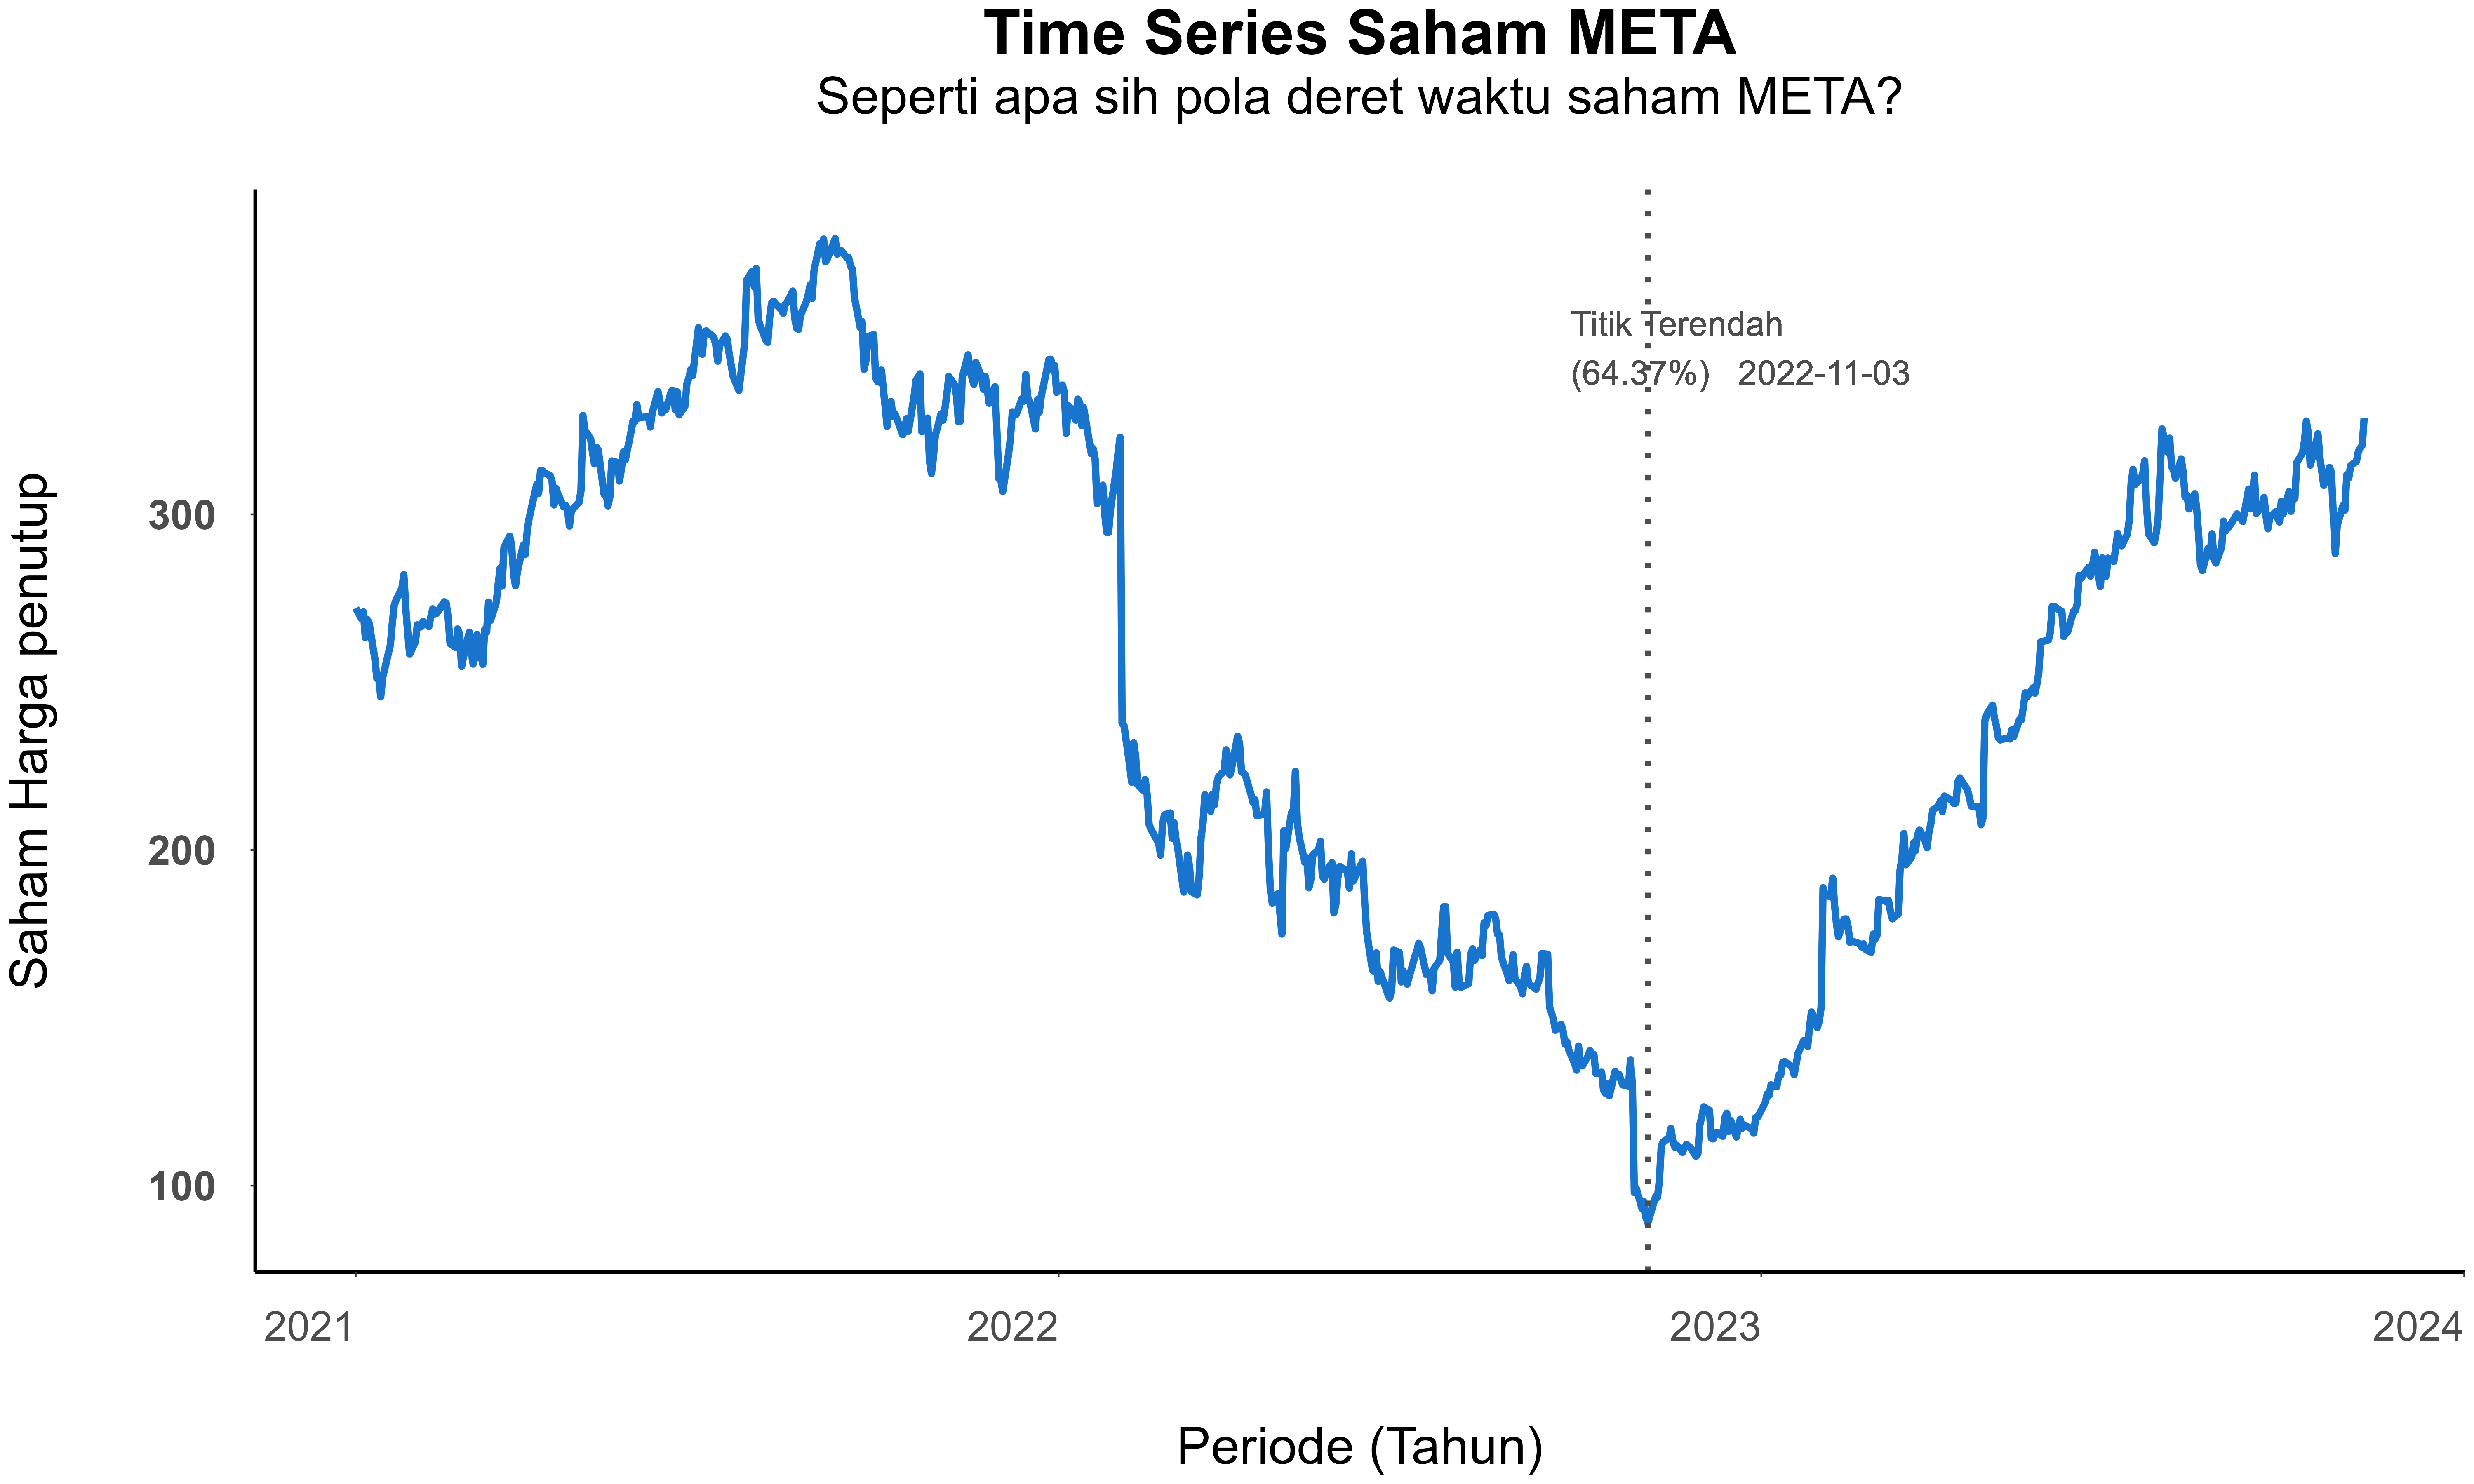 Time Series Saham META
Seperti apa sih pola deret waktu saham META?
Titik Terendah
(64.37%) 2022-11-03
Saham Harga penutup
300
200
100
2021 2022 2023 2024
Periode (Tahun)